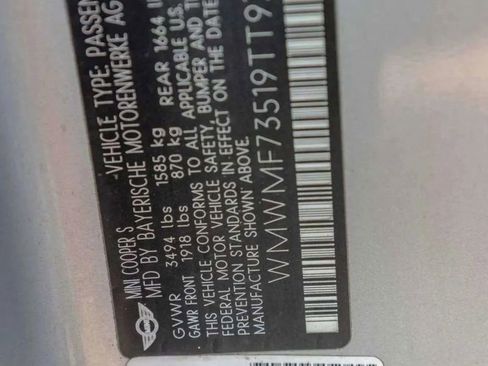 MINI COOPER S -VEHICLE TYPE: PASSEN
MFD BY BAYERISCHE MOTORENWERKE AG
GVWR 3494 lbs 1585 kg
GAWR FRONT 1918 lbs 870 kg REAR 1664
THIS VEHICLE CONFORMS TO ALL APPLICABLE U.S.
FEDERAL MOTOR VEHICLE SAFETY, BUMPER AND
PREVENTION STANDARDS IN EFFECT ON THE DATE OF
MANUFACTURE SHOWN ABOVE.
WMWMF73519TT9